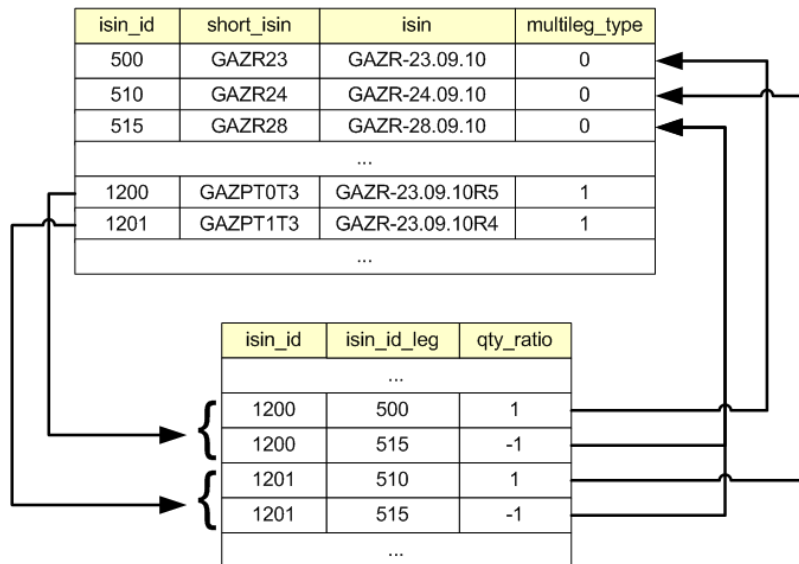 isin_id short_isin isin multileg_type
500 GAZR23 GAZR-23.09.10 0
510 GAZR24 GAZR-24.09.10 0
515 GAZR28 GAZR-28.09.10 0
...
1200 GAZPT0T3 GAZR-23.09.10R5 1
1201 GAZPT1T3 GAZR-23.09.10R4 1
...
isin_id isin_id_leg qty_ratio
...
1200 500 1
1200 515 -1
1201 510 1
1201 515 -1
...